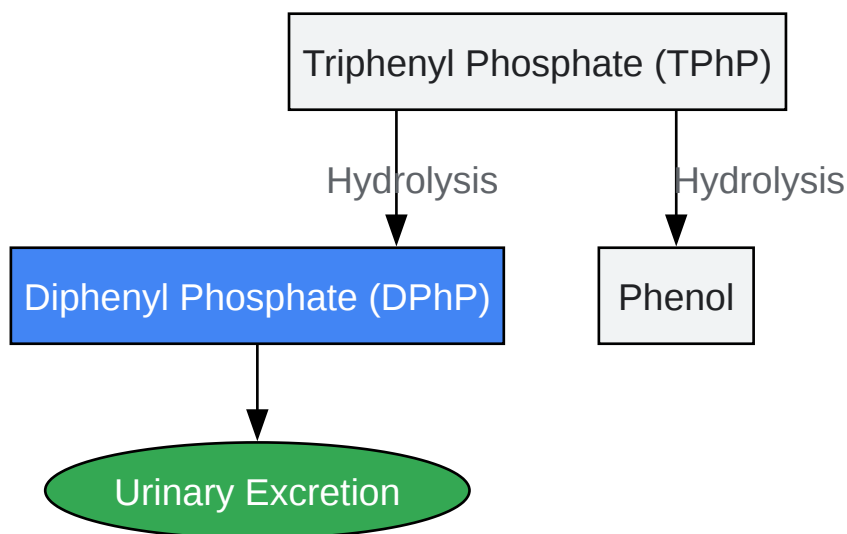 Triphenyl Phosphate (TPhP)
Hydrolysis
Hydrolysis
Diphenyl Phosphate (DPhP)
Phenol
Urinary Excretion